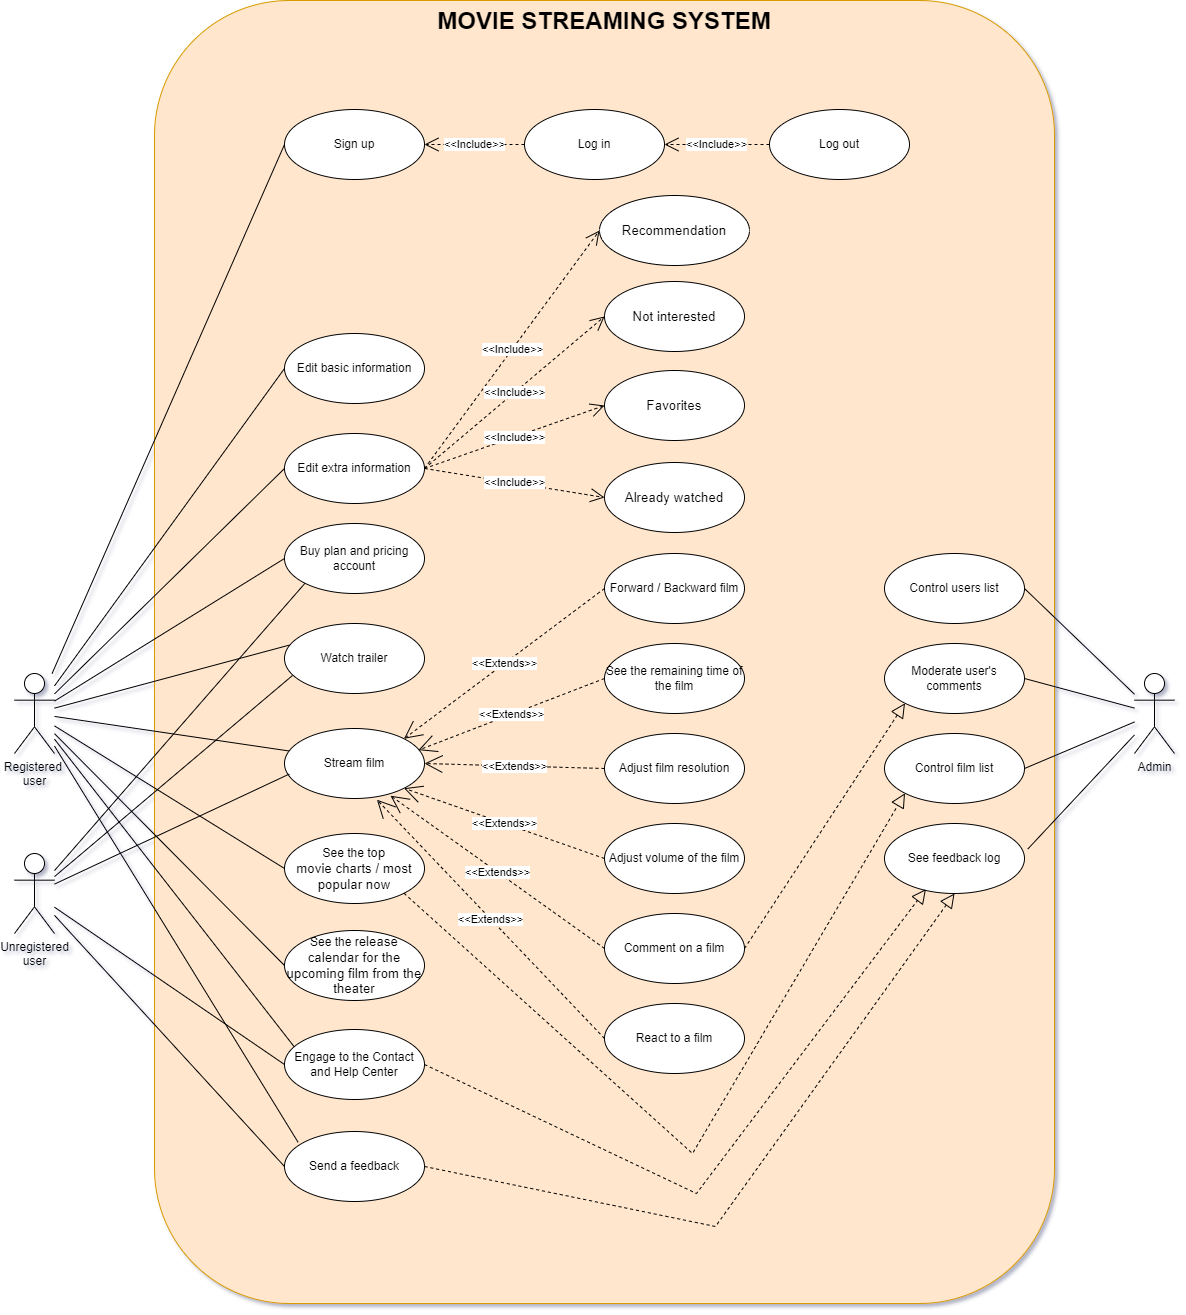 MOVIE STREAMING SYSTEM
Sign up
<<Include>>
Log in
<<Include>>
Log out
Recommendation
Not interested
<<Include>>
Edit basic information
<<Include>>
Favorites
<<Include>>
Edit extra information
<<Include>>
Already watched
Buy plan and pricing
account
Forward / Backward film
Control users list
Watch trailer
<<Extends>>
See the remaining time of
the film
Moderate user's
comments
<<Extends>>
Registered
user
Stream film
<<Extends>>
Adjust film resolution
Control film list
Admin
<<Extends>>
See the top
movie charts / most
popular now
<<Extends>>
Adjust volume of the film
See feedback log
<<Extends>>
Unregistered
user
See the release
calendar for the
upcoming film from the
theater
Comment on a film
React to a film
Engage to the Contact
and Help Center
Send a feedback